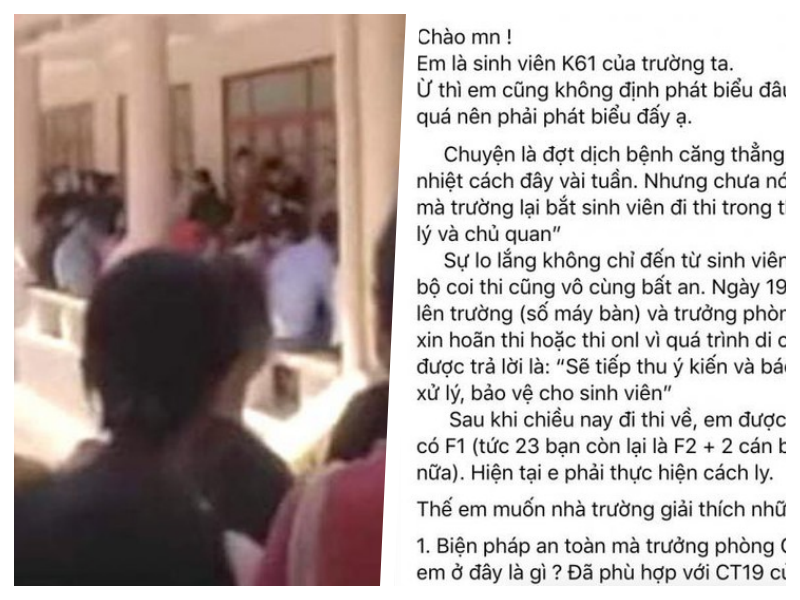 Chào mn !
Em là sinh viên K61 của trường ta.
Ừ thì em cũng không định phát biểu đâu
quá nên phải phát biểu đấy ạ.
Chuyện là đợt dịch bệnh căng thẳng
nhiệt cách đây vài tuần. Nhưng chưa nó
mà trường lại bắt sinh viên đi thi trong t
lý và chủ quan”
Sự lo lắng không chỉ đến từ sinh viên
bộ coi thi cũng vô cùng bất an. Ngày 19
lên trường (số máy bàn) và trưởng phòn
xin hoãn thi hoặc thi onl vì quá trình di c
được trả lời là: “Sẽ tiếp thu ý kiến và bá
xử lý, bảo vệ cho sinh viên”
Sau khi chiều nay đi thi về, em được
có F1 (tức 23 bạn còn lại là F2 + 2 cán b
nữa). Hiện tại e phải thực hiện cách ly.
Thế em muốn nhà trường giải thích nhữ
1. Biện pháp an toàn mà trưởng phòng
em ở đây là gì ? Đã phù hợp với CT19 củ